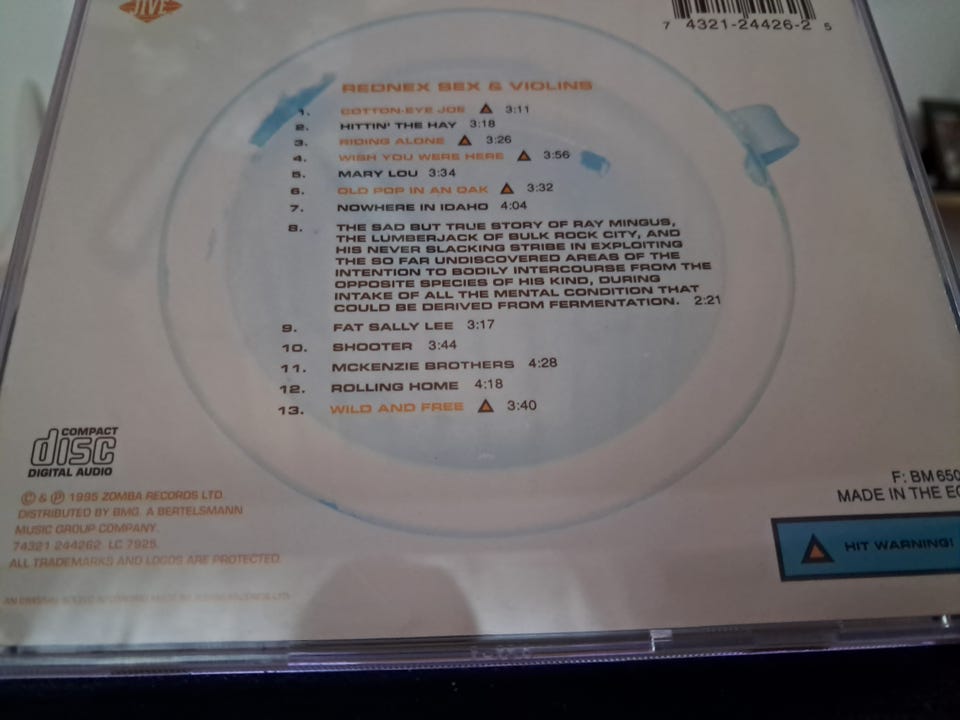 JIVE
7 4321-24426-2 5
REDNEX SEX & VIOLINS
1. COTTON-EYE JOE 3:11
2. HITTIN' THE HAY 3:18
3. RIDING ALONE 3:26
4. WISH YOU WERE HERE 3:56
5. MARY LOU 3:34
6. OLD POP IN AN OAK 3:32
7. NOWHERE IN IDAHO 4:04
8. THE SAD BUT TRUE STORY OF RAY MINGUS,
THE LUMBERJACK OF BULK ROCK CITY, AND
HIS NEVER SLACKING STRIBE IN EXPLOITING
THE SO FAR UNDISCOVERED AREAS OF THE
INTENTION TO BODILY INTERCOURSE FROM THE
OPPOSITE SPECIES OF HIS KIND, DURING
INTAKE OF ALL THE MENTAL CONDITION THAT
COULD BE DERIVED FROM FERMENTATION. 2:21
9. FAT SALLY LEE 3:17
10. SHOOTER 3:44
11. MCKENZIE BROTHERS 4:28
12. ROLLING HOME 4:18
13. WILD AND FREE 3:40
COMPACT
disc
DIGITAL AUDIO
© & ℗ 1995 ZOMBA RECORDS LTD.
DISTRIBUTED BY BMG. A BERTELSMANN
MUSIC GROUP COMPANY.
74321 244262 LC 7925.
ALL TRADEMARKS AND LOGOS ARE PROTECTED.
F: BM 650
MADE IN THE EC
HIT WARNING!